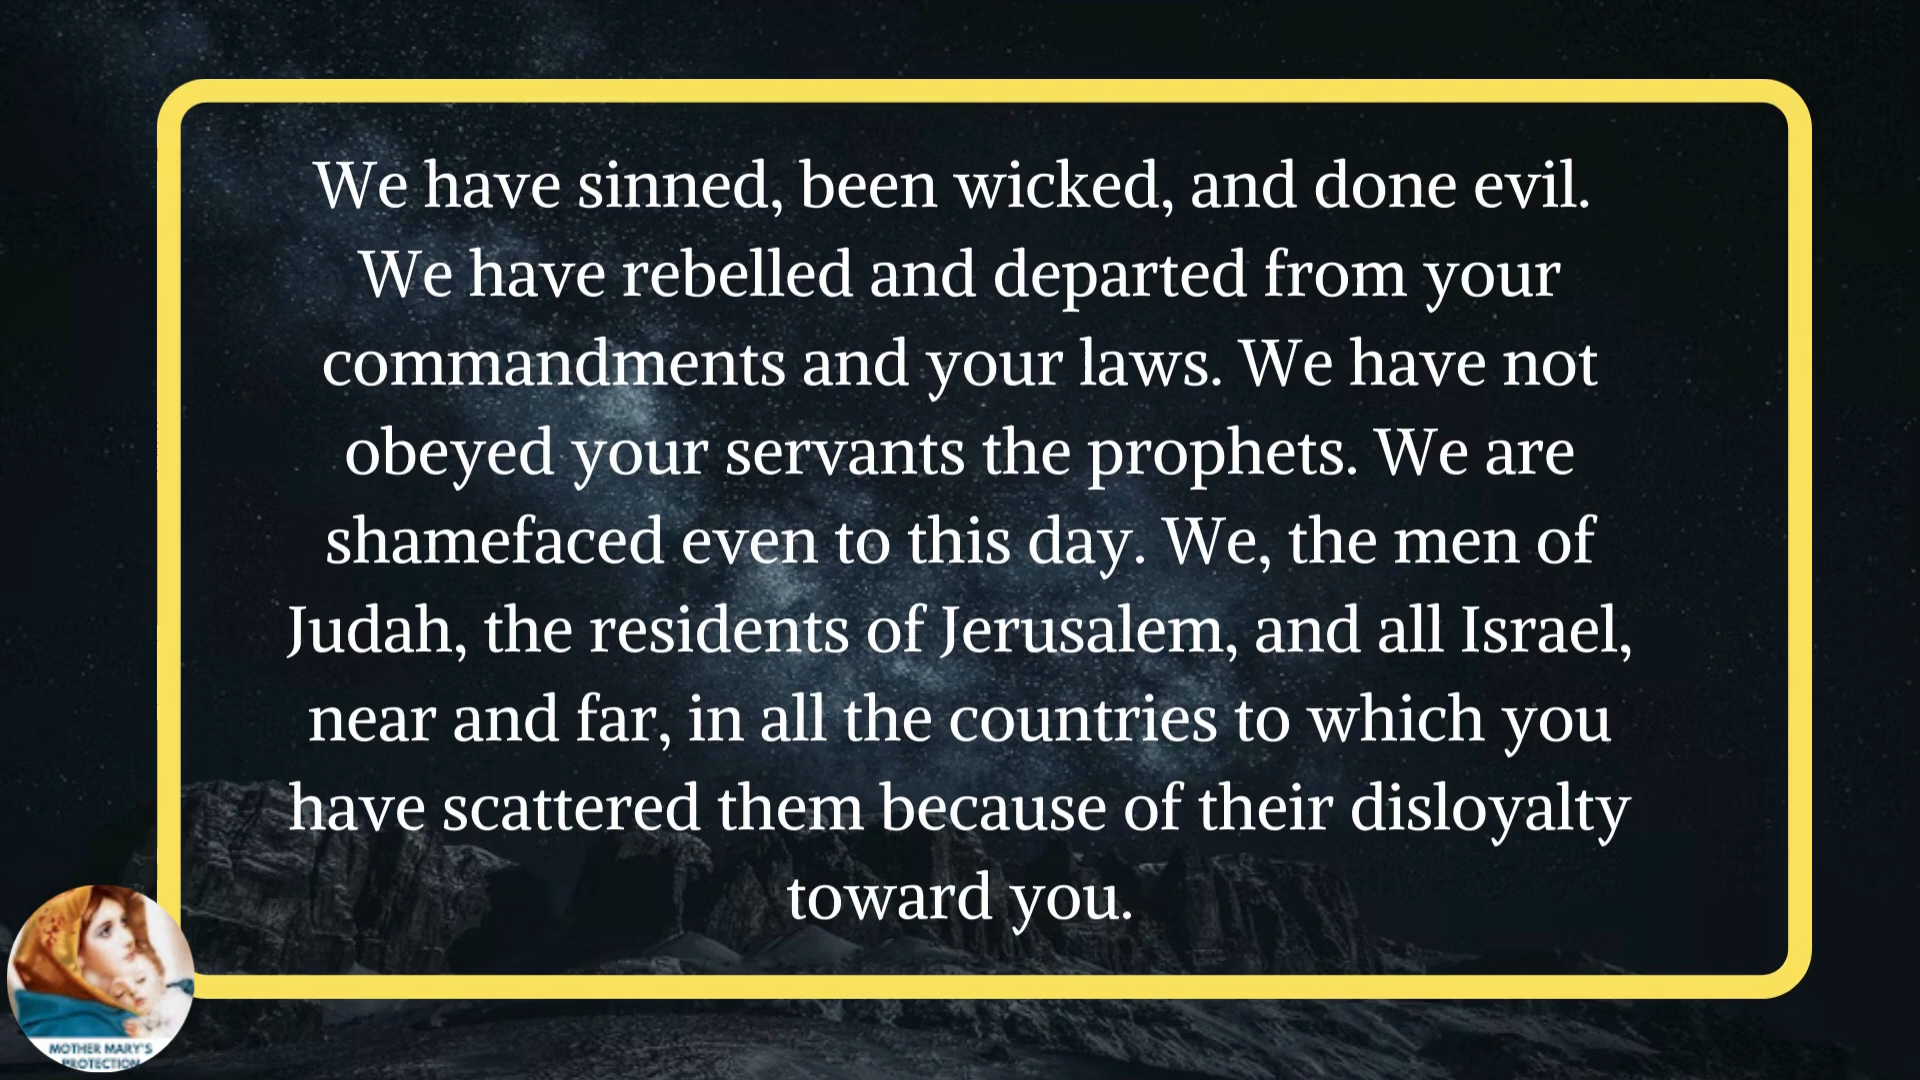 We have sinned, been wicked, and done evil.
We have rebelled and departed from your
commandments and your laws. We have not
obeyed your servants the prophets. We are
shamefaced even to this day. We, the men of
Judah, the residents of Jerusalem, and all Israel,
near and far, in all the countries to which you
have scattered them because of their disloyalty
toward you.
MOTHER MARY'S
PROTECTION